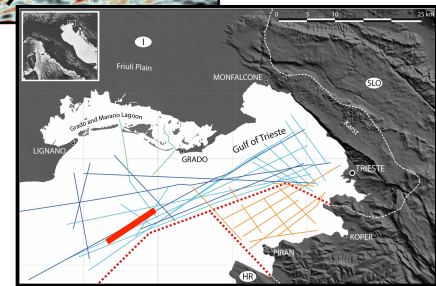 0 5 25 km
I
Friuli Plain
MONFALCONE
SLO
Karst
Grado and Marano Lagoon
Gulf of Trieste
LIGNANO
GRADO
TRIESTE
KOPER
PIRAN
HR